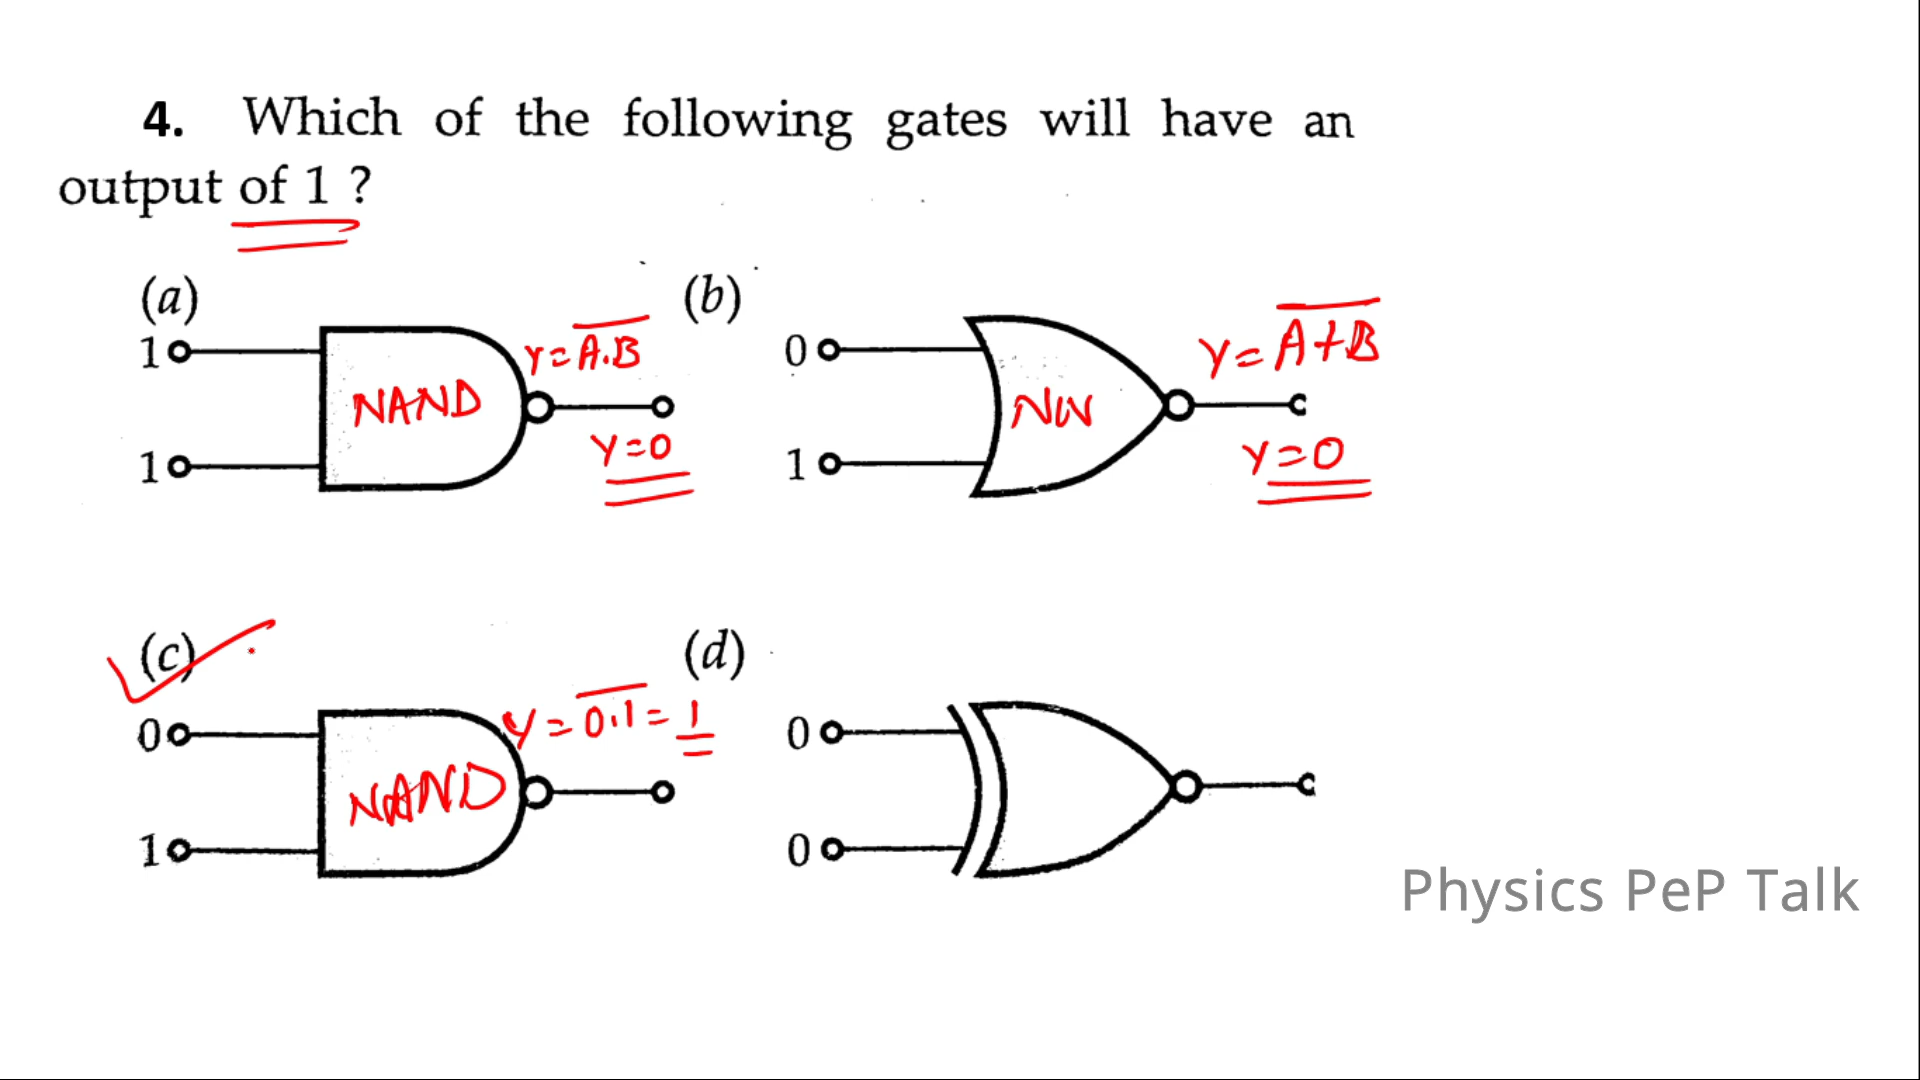 4. Which of the following gates will have an
output of 1 ?
(a)
(b)
1
NAND
Y = A.B
1
Y=0
0
Y = A+B
1
Y=0
(c)
(d)
0
NAND
y = 0.1 = 1
1
0
0
Physics PeP Talk